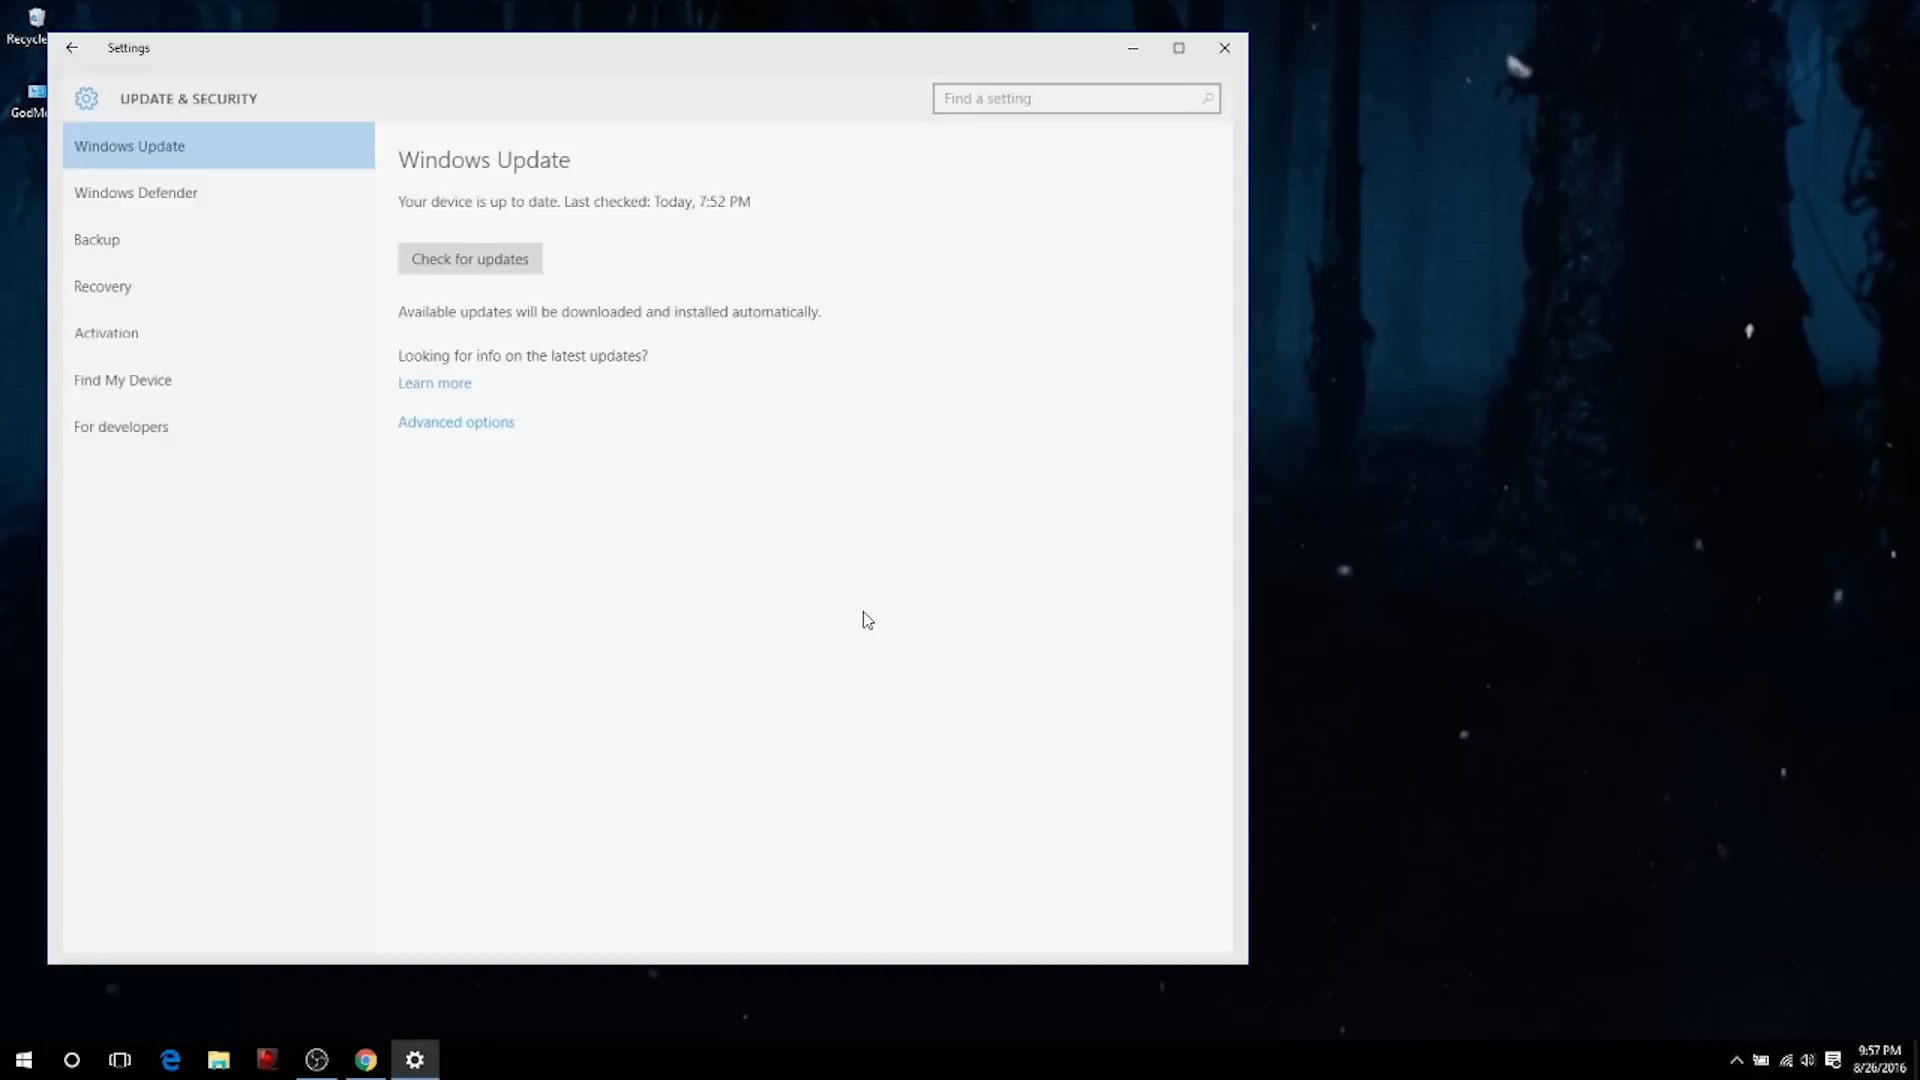 Recycle
GodMo
Settings
UPDATE & SECURITY
Find a setting
Windows Update
Windows Defender
Backup
Recovery
Activation
Find My Device
For developers
Windows Update
Your device is up to date. Last checked: Today, 7:52 PM
Check for updates
Available updates will be downloaded and installed automatically.
Looking for info on the latest updates?
Learn more
Advanced options
9:57 PM
8/26/2016